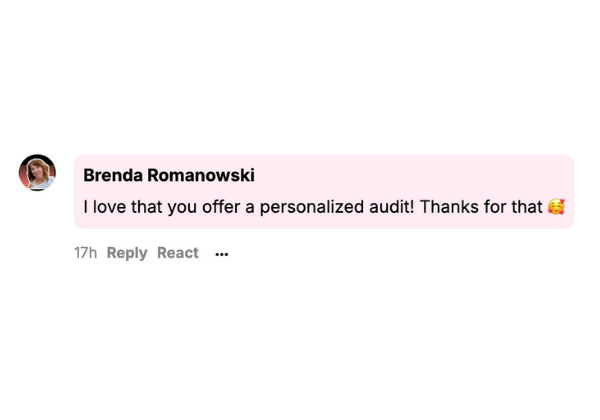 Brenda Romanowski
I love that you offer a personalized audit! Thanks for that 🥰
17h Reply React •••